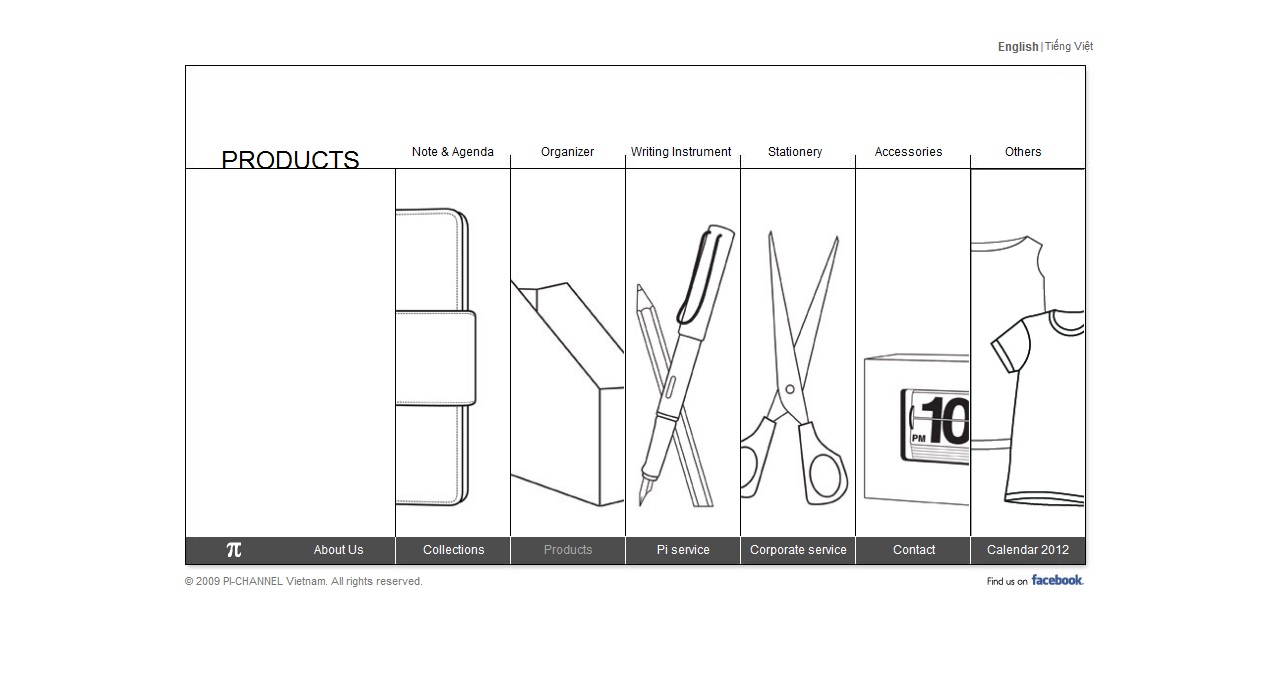 English | Tiếng Việt
PRODUCTS
Note & Agenda
Organizer
Writing Instrument
Stationery
Accessories
Others
10
PM
π
About Us
Collections
Products
Pi service
Corporate service
Contact
Calendar 2012
© 2009 PI-CHANNEL Vietnam. All rights reserved.
Find us on facebook.